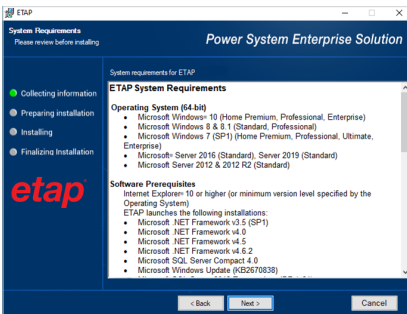 ETAP
System Requirements
Please review before installing
Power System Enterprise Solution
Collecting information
Preparing installation
Installing
Finalizing Installation
etap
System requirements for ETAP
ETAP System Requirements
Operating System (64-bit)
• Microsoft Windows® 10 (Home Premium, Professional, Enterprise)
• Microsoft Windows 8 & 8.1 (Standard, Professional)
• Microsoft Windows 7 (SP1) (Home Premium, Professional, Ultimate,
Enterprise)
• Microsoft® Server 2016 (Standard), Server 2019 (Standard)
• Microsoft Server 2012 & 2012 R2 (Standard)
Software Prerequisites
Internet Explorer® 10 or higher (or minimum version level specified by the
Operating System)
ETAP launches the following installations:
• Microsoft .NET Framework v3.5 (SP1)
• Microsoft .NET Framework v4.0
• Microsoft .NET Framework v4.5
• Microsoft .NET Framework v4.6.2
• Microsoft SQL Server Compact 4.0
• Microsoft Windows Update (KB2670838)
< Back
Next >
Cancel